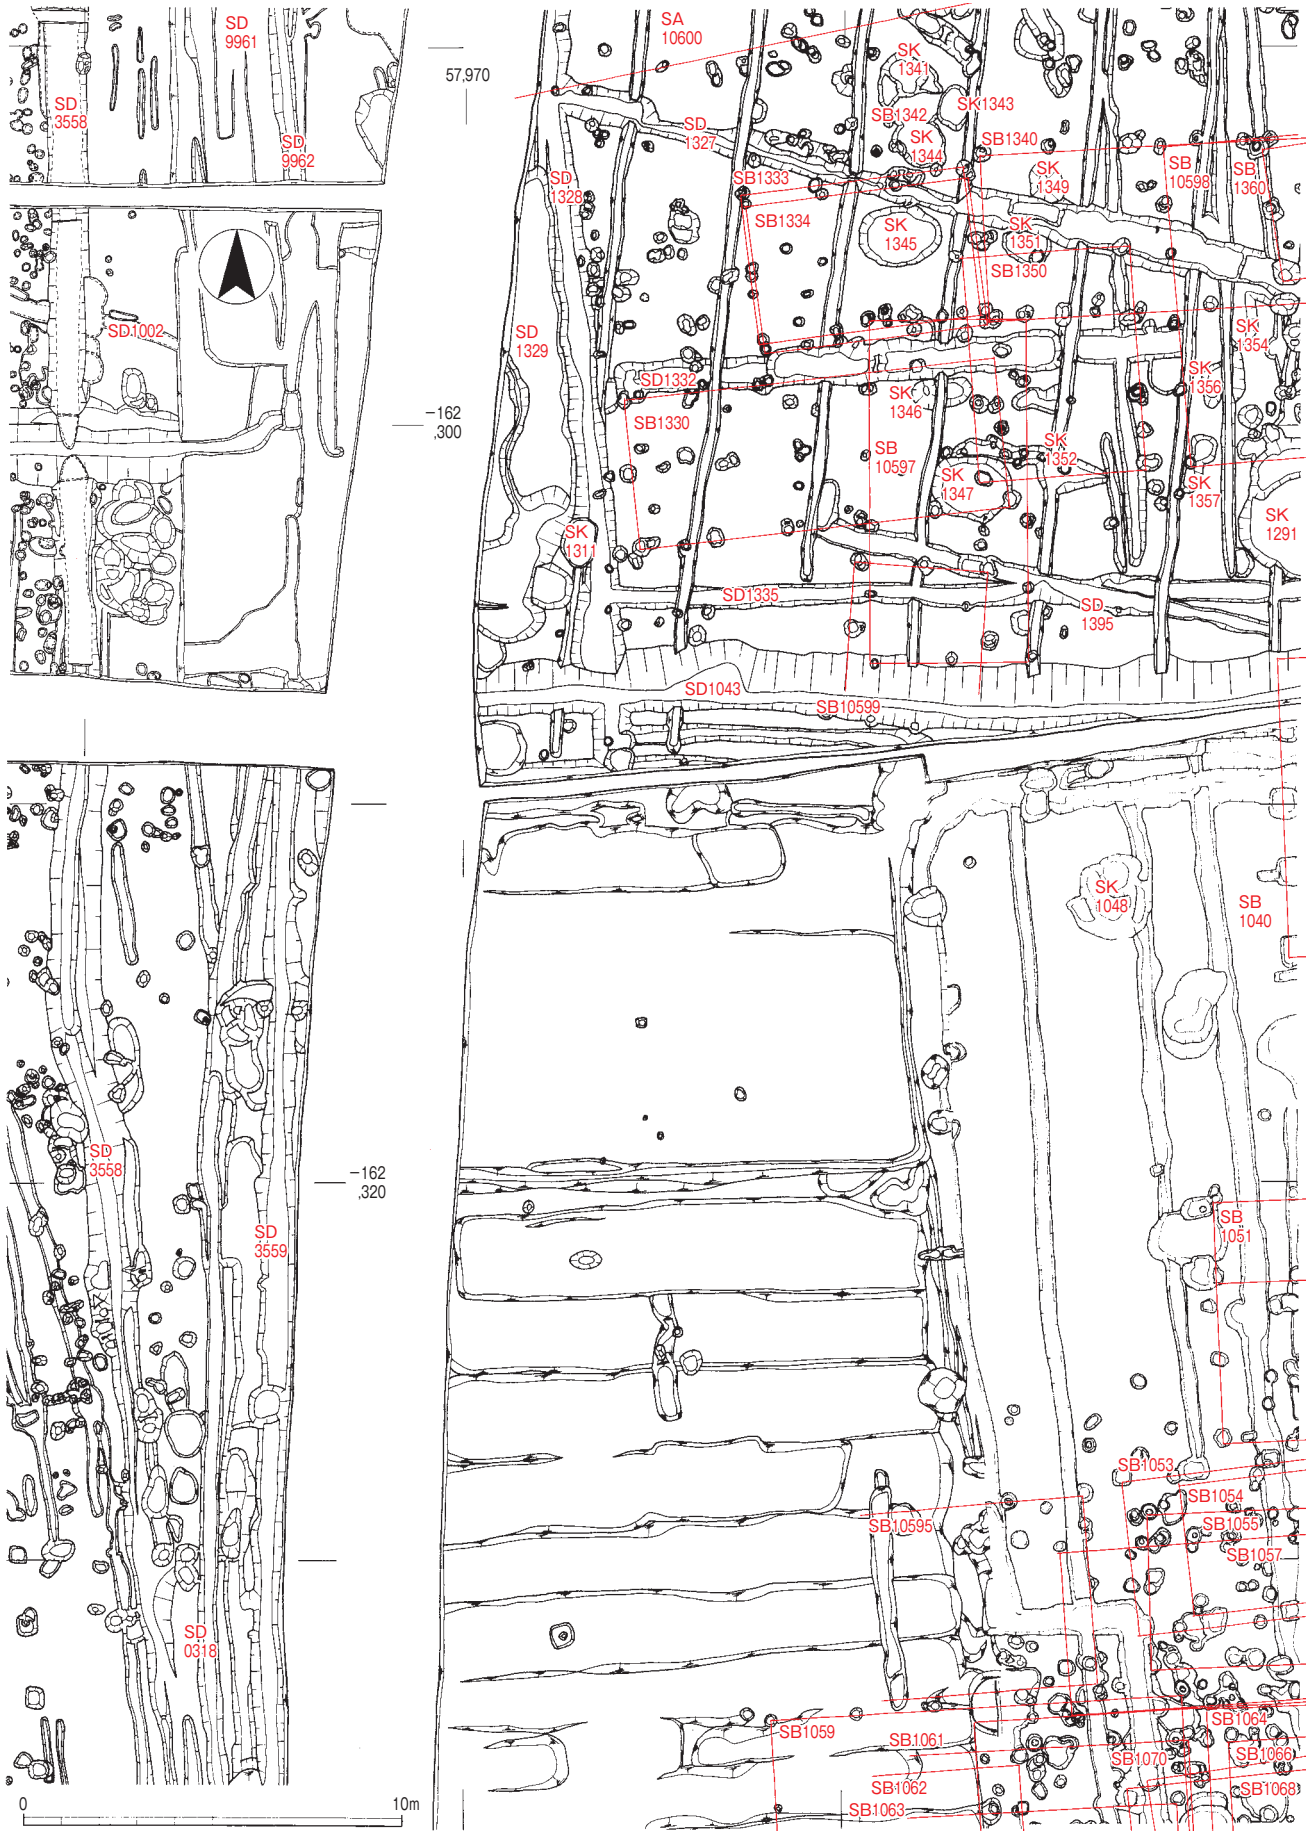 SD
9961
SD
3558
SD
9962
57,970
SA
10600
SK
1341
SK1343
SB1342
SD
1327
SK
1344
SB1340
SB
10598
SB
1360
SD
1328
SB1333
SK
1349
SB1334
SK
1345
SK
1351
SB1350
SD1002
SD
1329
SK
1354
SD1332
SK
1346
SK
1356
−162
,300
SB1330
SB
10597
SK
1352
SK
1347
SK
1357
SK
1291
SK
1311
SD1335
SD
1395
SD1043
SB10599
SK
1048
SB
1040
SD
3558
−162
,320
SD
3559
SB
1051
SB1053
SB1054
SB10595
SB1055
SB1057
SD
0318
SB1059
SB1061
SB1064
SB1070
SB1066
SB1062
SB1068
SB1063
0
10m